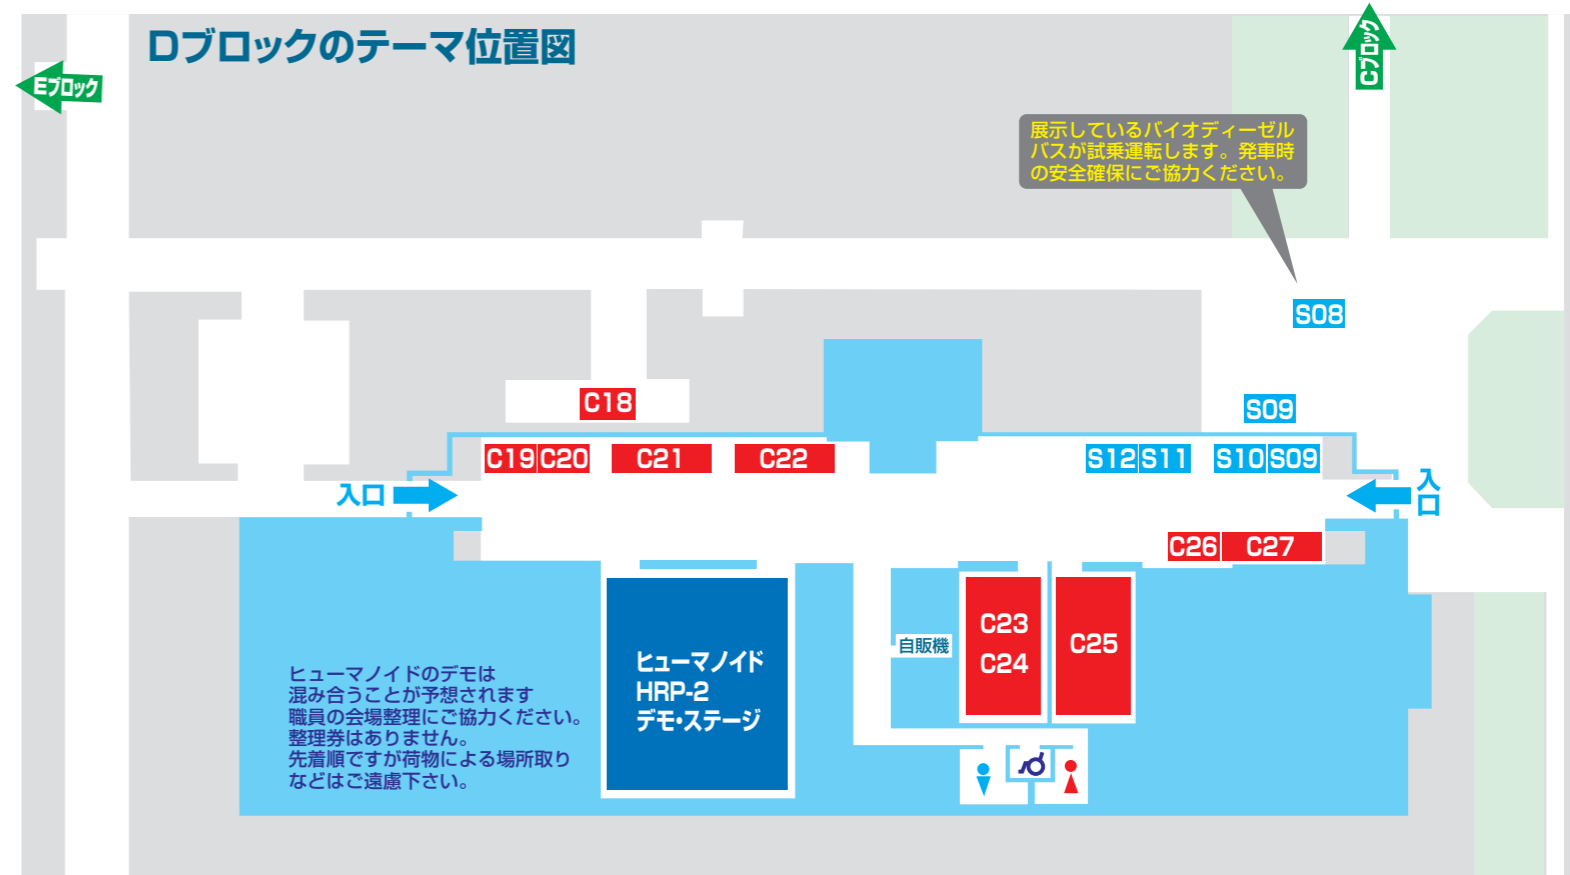 Dブロックのテーマ位置図
Cブロック
Eブロック
展示しているバイオディーゼル
バスが試乗運転します。発車時
の安全確保にご協力ください。
S08
C18
S09
C19 C20 C21 C22 S12 S11 S10 S09
入口
入口
C26 C27
C23
C24
C25
自販機
ヒューマノイド
HRP-2
デモ・ステージ
ヒューマノイドのデモは
混み合うことが予想されます
職員の会場整理にご協力ください。
整理券はありません。
先着順ですが荷物による場所取り
などはご遠慮下さい。